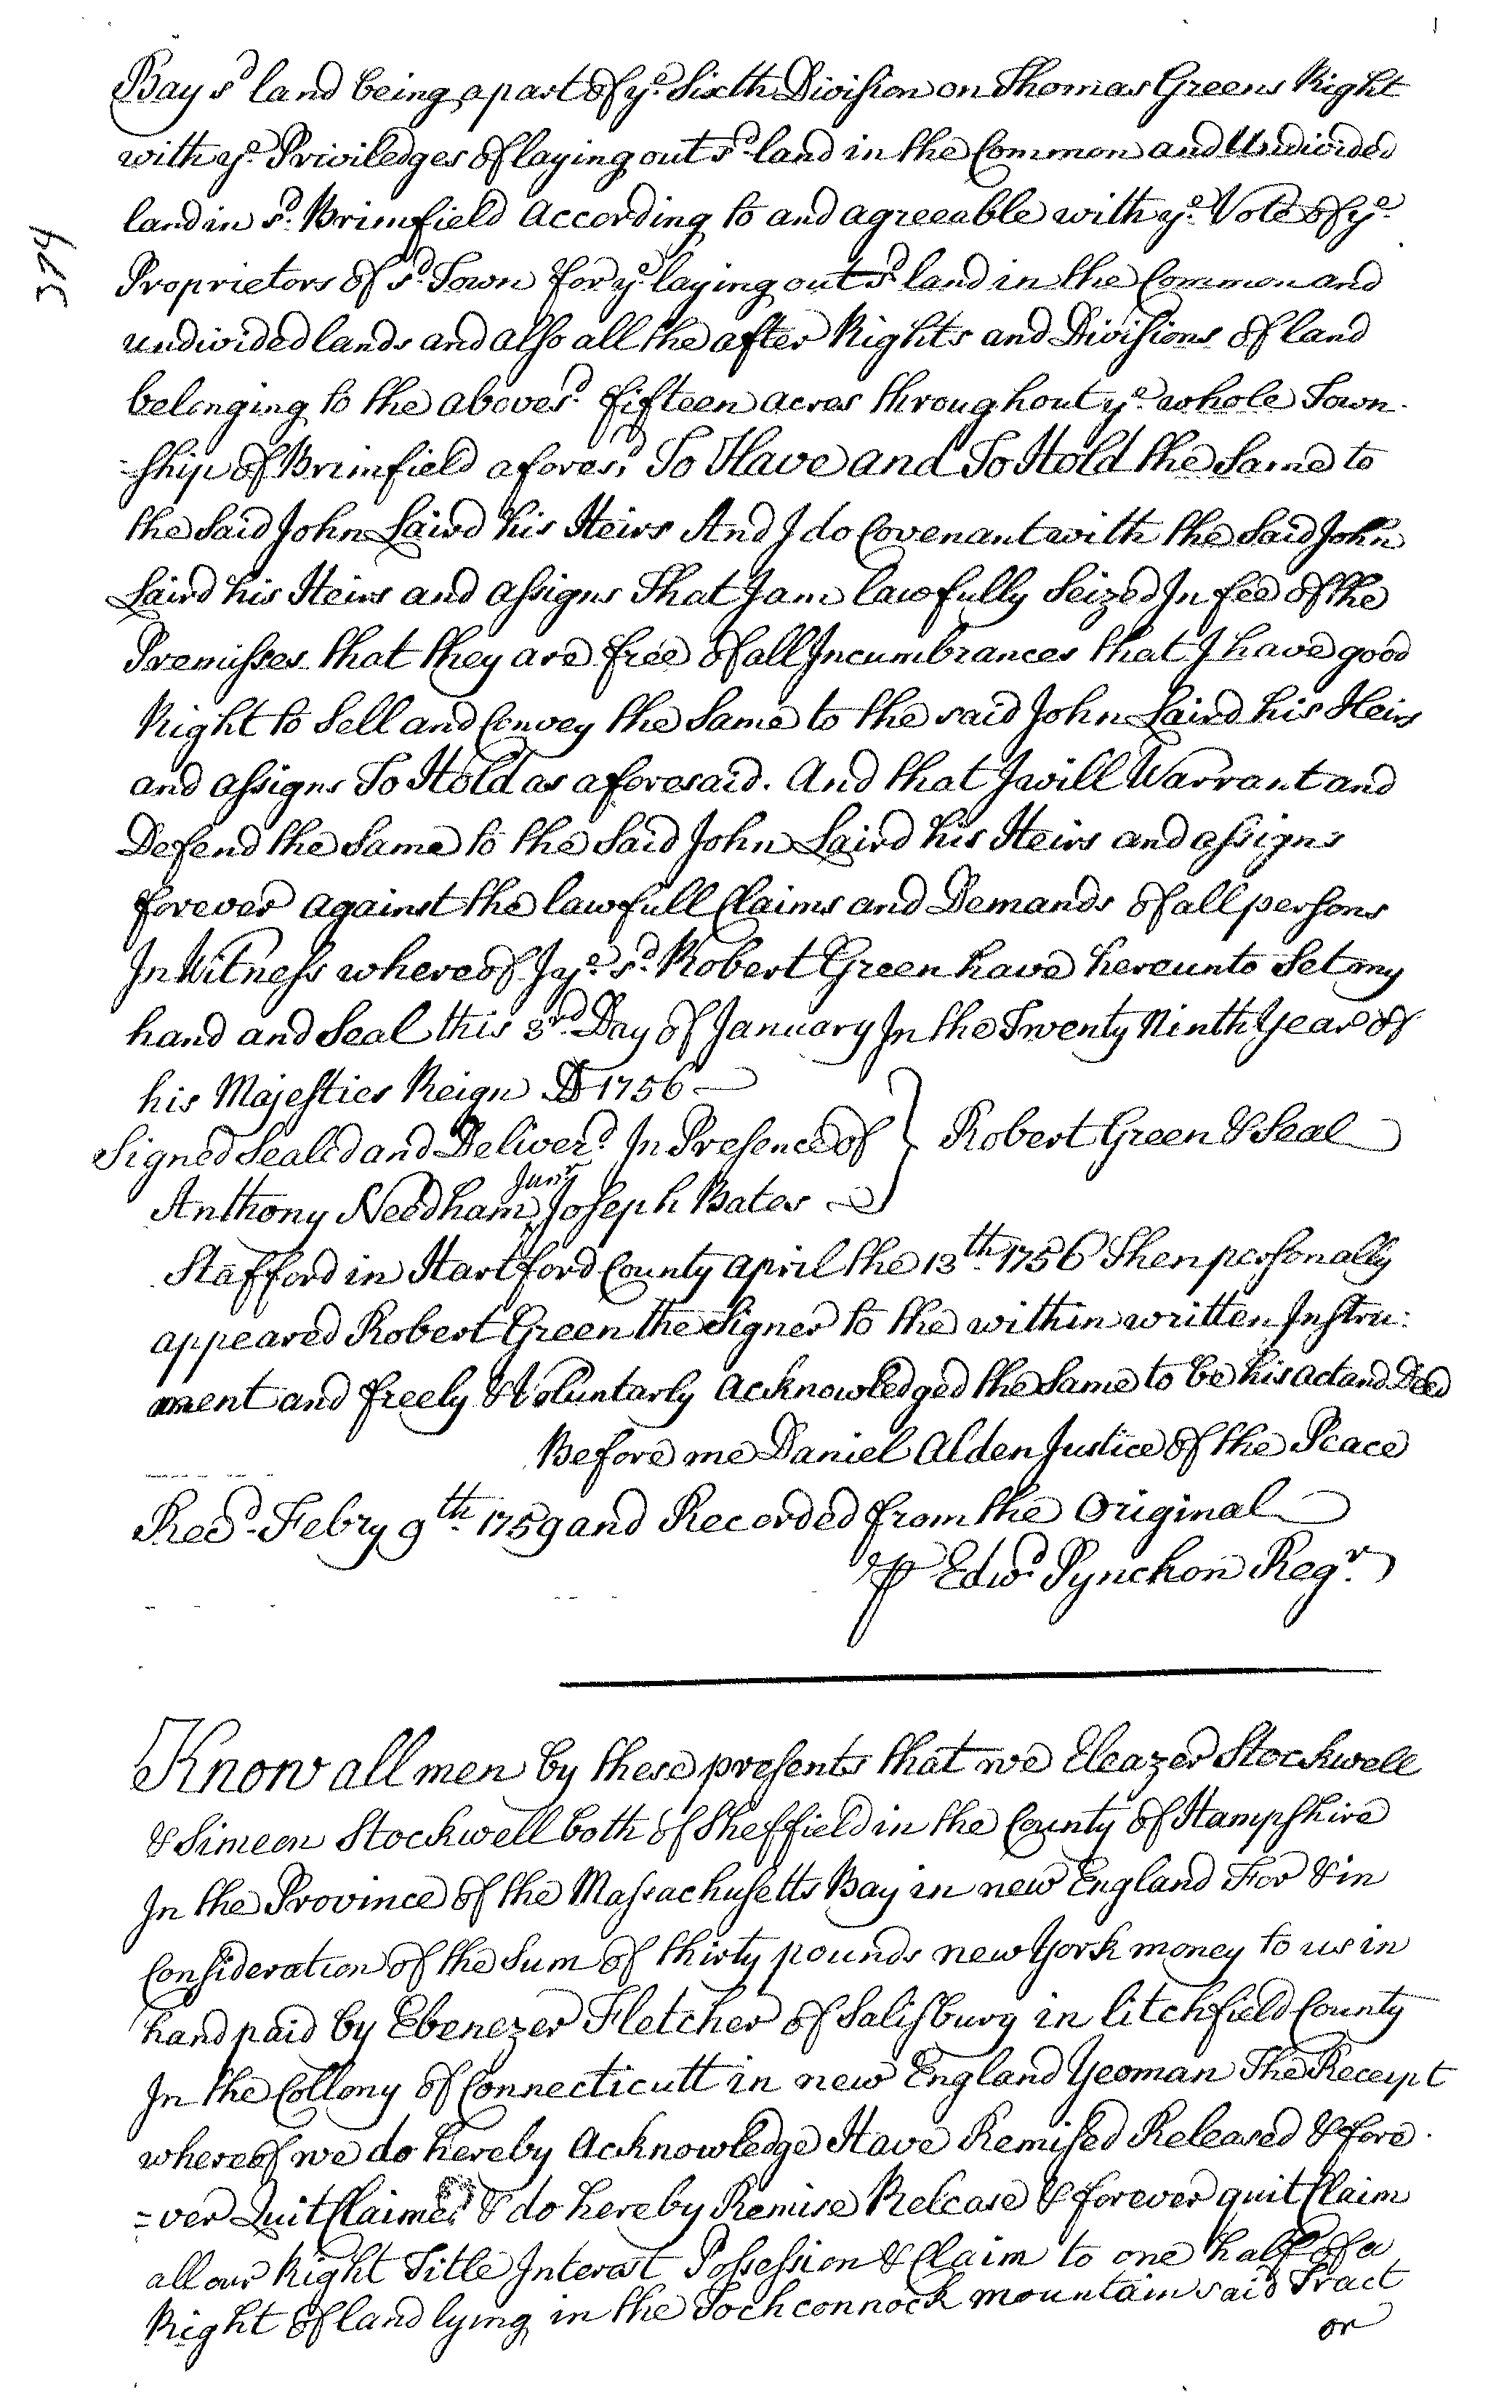 374
Bay sd land being a part of ye Sixth Division on Thomas Greens Right
with ye Priviledges of laying out sd land in the Common and Undivided
land in sd Brimfield According to and agreeable with ye Vote of ye
Proprietors of sd Town for ye laying out sd land in the Common and
undivided lands and also all the after Rights and Divisions of land
belonging to the abovesd fifteen acres throughout ye whole Town-
-ship of Brimfield aforesd To Have and To Hold the Same to
the Said John Laird his Heirs And I do Covenant with the Said John
Laird his Heirs and assigns That I am lawfully Seized In fee of the
Premisses that they are free of all Incumbrances that I have good
Right to Sell and Convey the Same to the said John Laird his Heirs
and assigns To Hold as aforesaid. And that I will Warrant and
Defend the Same to the Said John Laird his Heirs and assigns
forever against the lawfull Claims and Demands of all persons
In Witness whereof I ye sd Robert Green have hereunto Set my
hand and Seal this 3rd Day of January In the Twenty Ninth Year of
his Majesties Reign AD 1756
Signed Sealed and Deliverd In Presence of } Robert Green & Seal
Anthony Needham Junr Joseph Bates
Stafford in Hartford County april the 13th 1756 Then personally
appeared Robert Green the Signer to the within written Instru:
ment and freely & Voluntarly Acknowledged the Same to be his act and Deed
Before me Daniel Alden Justice of the Peace
Recd Febry 9th 1759 and Recorded from the Original
⅌ Edwd Pynchon Regr
Know all men by these presents that we Eleazer Stockwell
& Simeon Stockwell both of Sheffield in the County of Hampshire
In the Province of the Massachusetts Bay in new England For & in
Consideration of the Sum of thirty pounds new York money to us in
hand paid by Ebenezer Fletcher of Salisbury in litchfield County
In the Collony of Connecticutt in new England Yeoman The Receipt
whereof we do hereby Acknowledge Have Remised Released & fore-
=ver Quit Claimed & do hereby Remise Release & forever quit Claim
all our Right Title Interest Possession & Claim to one half of a
Right of land lying in the Tochconnock mountain said Tract
or